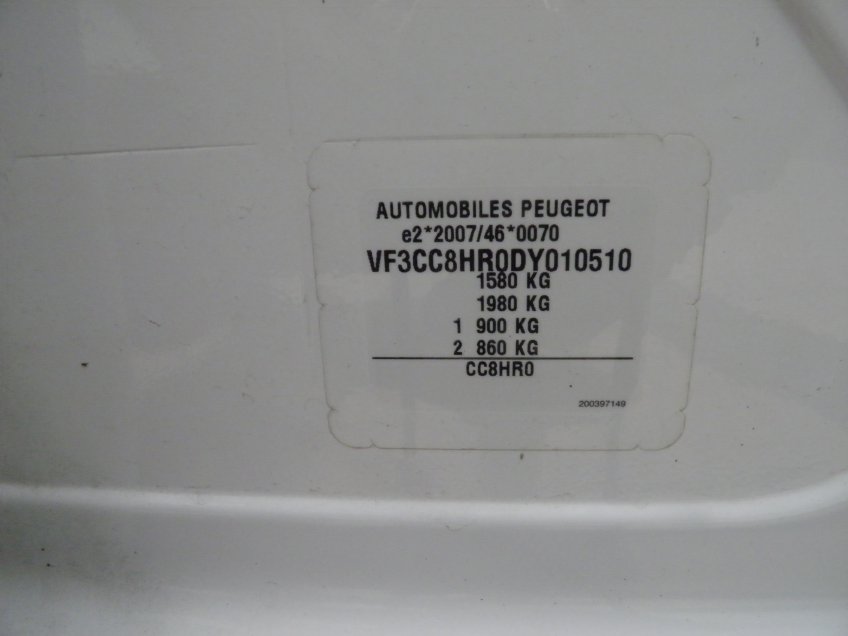 AUTOMOBILES PEUGEOT
e2*2007/46*0070
VF3CC8HR0DY010510
1580 KG
1980 KG
1 900 KG
2 860 KG
CC8HR0
200397149